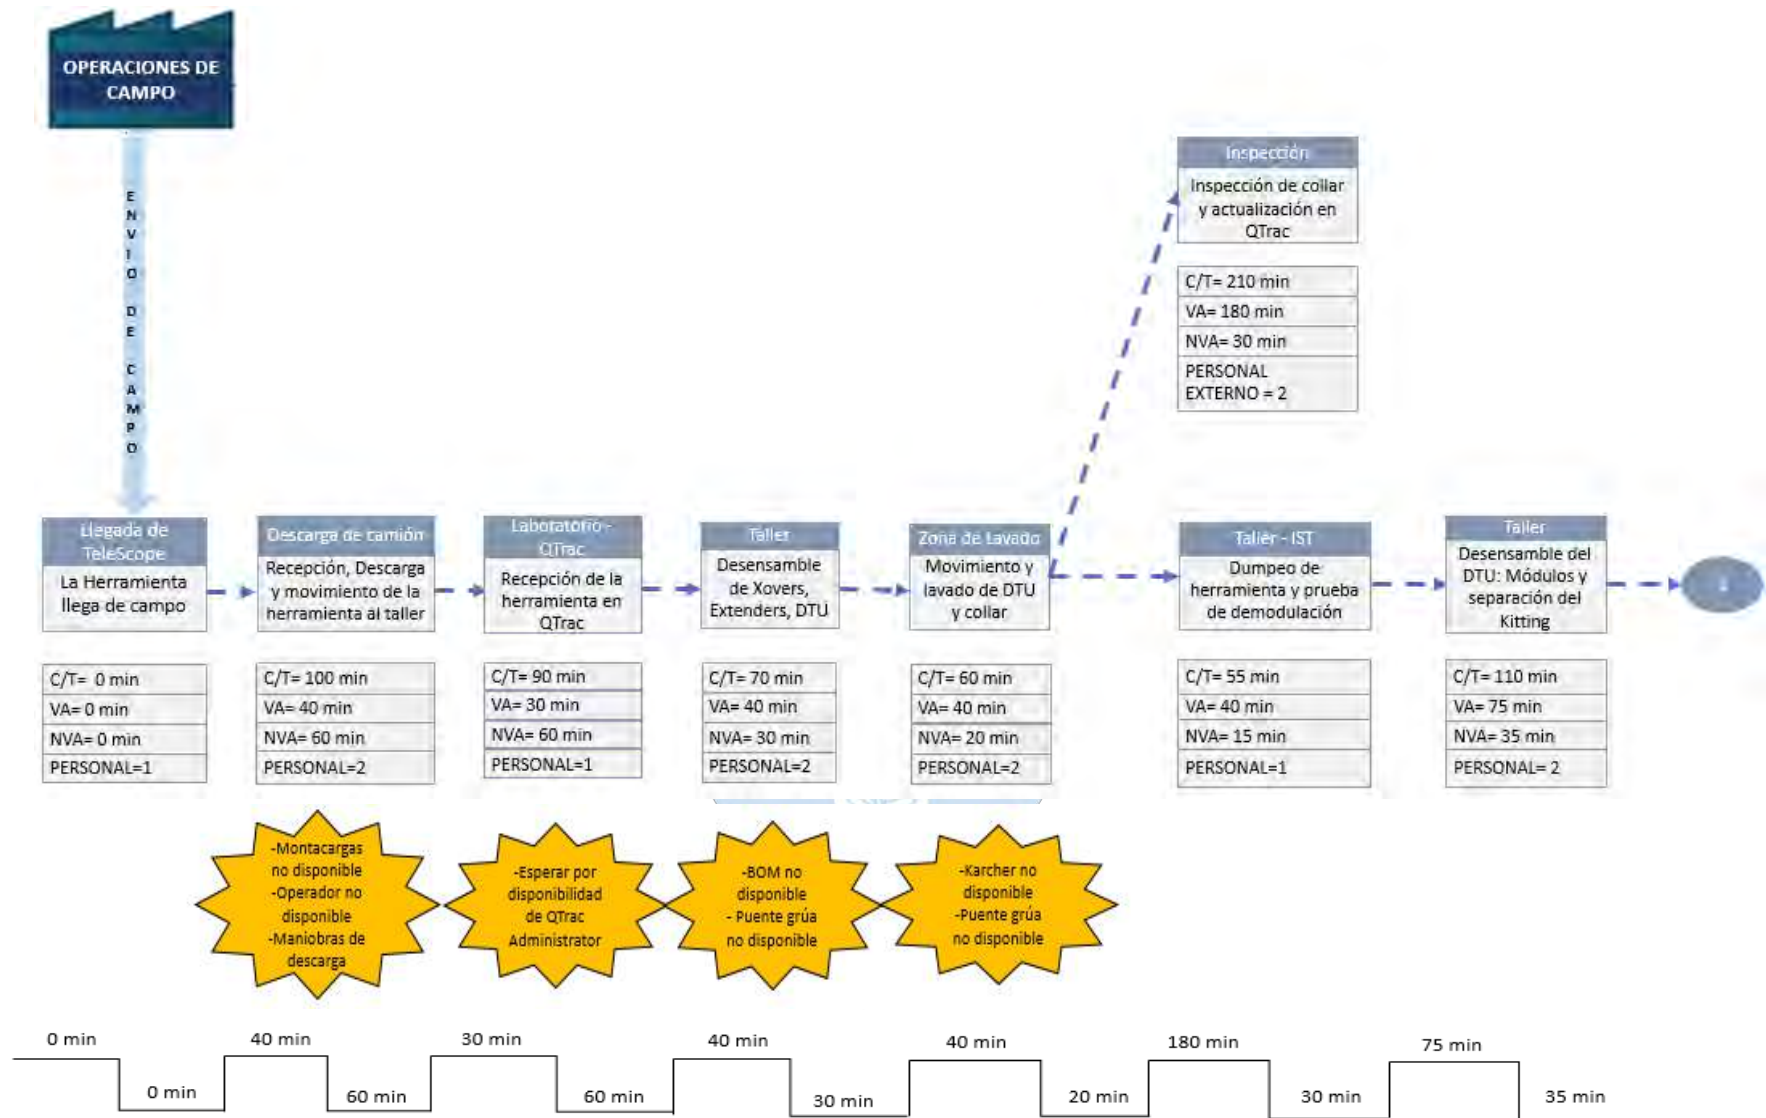 OPERACIONES DE
CAMPO
ENVIO DE CAMPO
Inspección
Inspección de collar
y actualización en
QTrac
C/T= 210 min
VA= 180 min
NVA= 30 min
PERSONAL
EXTERNO = 2
Llegada de
TeleScope
La Herramienta
llega de campo
C/T= 0 min
VA= 0 min
NVA= 0 min
PERSONAL=1
Descarga de camión
Recepción, Descarga
y movimiento de la
herramienta al taller
C/T= 100 min
VA= 40 min
NVA= 60 min
PERSONAL=2
Laboratorio -
QTrac
Recepción de la
herramienta en
QTrac
C/T= 90 min
VA= 30 min
NVA= 60 min
PERSONAL=1
Taller
Desensamble
de Xovers,
Extenders, DTU
C/T= 70 min
VA= 40 min
NVA= 30 min
PERSONAL=2
Zona de Lavado
Movimiento y
lavado de DTU
y collar
C/T= 60 min
VA= 40 min
NVA= 20 min
PERSONAL=2
Taller - IST
Dumpeo de
herramienta y prueba
de demodulación
C/T= 55 min
VA= 40 min
NVA= 15 min
PERSONAL=1
Taller
Desensamble del
DTU: Módulos y
separación del
Kitting
C/T= 110 min
VA= 75 min
NVA= 35 min
PERSONAL= 2
-Montacargas
no disponible
-Operador no
disponible
-Maniobras de
descarga
-Esperar por
disponibilidad
de QTrac
Administrator
-BOM no
disponible
- Puente grúa
no disponible
-Karcher no
disponible
-Puente grúa
no disponible
0 min
40 min
30 min
40 min
40 min
180 min
75 min
0 min
60 min
60 min
30 min
20 min
30 min
35 min